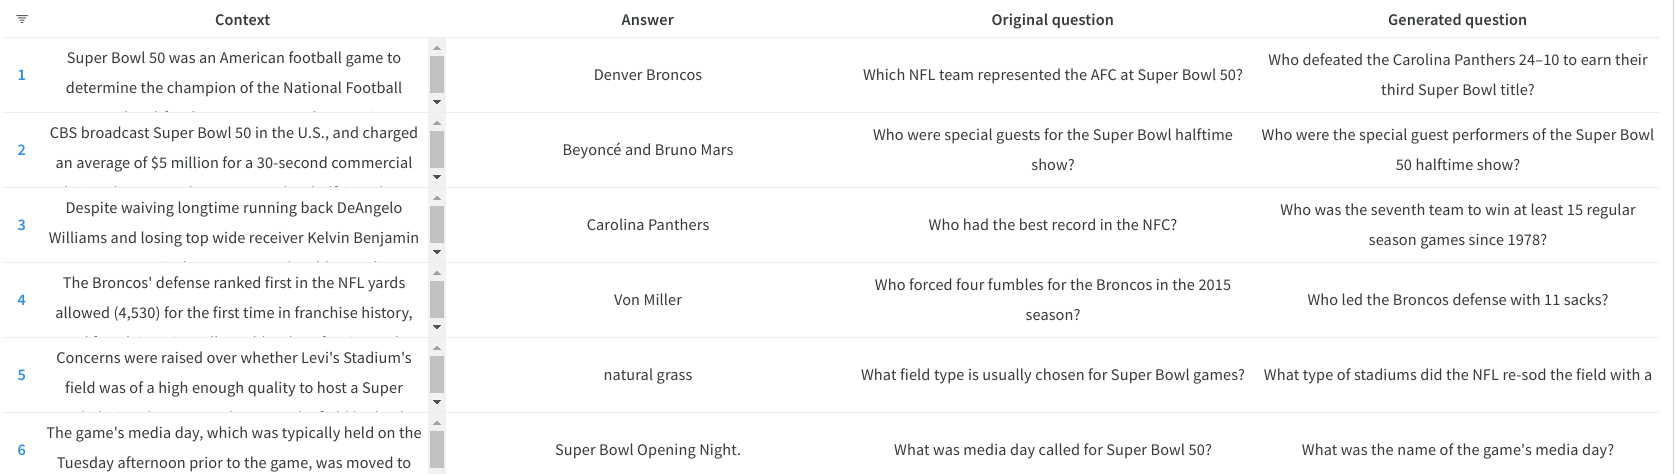 Context Answer Original question Generated question
1
Super Bowl 50 was an American football game to
determine the champion of the National Football
Denver Broncos
Which NFL team represented the AFC at Super Bowl 50?
Who defeated the Carolina Panthers 24–10 to earn their
third Super Bowl title?
2
CBS broadcast Super Bowl 50 in the U.S., and charged
an average of $5 million for a 30-second commercial
Beyoncé and Bruno Mars
Who were special guests for the Super Bowl halftime
show?
Who were the special guest performers of the Super Bowl
50 halftime show?
3
Despite waiving longtime running back DeAngelo
Williams and losing top wide receiver Kelvin Benjamin
Carolina Panthers
Who had the best record in the NFC?
Who was the seventh team to win at least 15 regular
season games since 1978?
4
The Broncos' defense ranked first in the NFL yards
allowed (4,530) for the first time in franchise history,
Von Miller
Who forced four fumbles for the Broncos in the 2015
season?
Who led the Broncos defense with 11 sacks?
5
Concerns were raised over whether Levi's Stadium's
field was of a high enough quality to host a Super
natural grass
What field type is usually chosen for Super Bowl games?
What type of stadiums did the NFL re-sod the field with a
6
The game's media day, which was typically held on the
Tuesday afternoon prior to the game, was moved to
Super Bowl Opening Night.
What was media day called for Super Bowl 50?
What was the name of the game's media day?